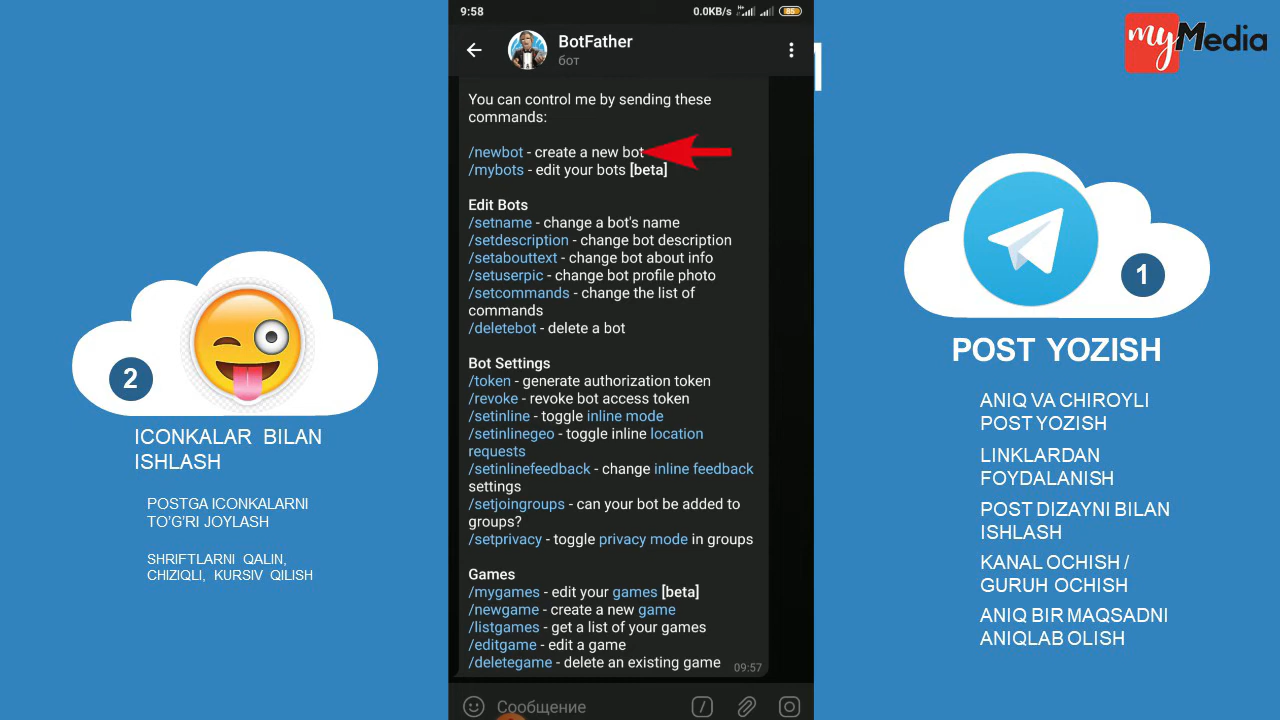 9:58
0.0KB/s
85
BotFather
бот
You can control me by sending these
commands:
/newbot - create a new bot
/mybots - edit your bots [beta]
Edit Bots
/setname - change a bot's name
/setdescription - change bot description
/setabouttext - change bot about info
/setuserpic - change bot profile photo
/setcommands - change the list of
commands
/deletebot - delete a bot
Bot Settings
/token - generate authorization token
/revoke - revoke bot access token
/setinline - toggle inline mode
/setinlinegeo - toggle inline location
requests
/setinlinefeedback - change inline feedback
settings
/setjoingroups - can your bot be added to
groups?
/setprivacy - toggle privacy mode in groups
Games
/mygames - edit your games [beta]
/newgame - create a new game
/listgames - get a list of your games
/editgame - edit a game
/deletegame - delete an existing game
09:57
Сообщение
2
ICONKALAR BILAN
ISHLASH
POSTGA ICONKALARNI
TO'G'RI JOYLASH
SHRIFTLARNI QALIN,
CHIZIQLI, KURSIV QILISH
myMedia
1
POST YOZISH
ANIQ VA CHIROYLI
POST YOZISH
LINKLARDAN
FOYDALANISH
POST DIZAYNI BILAN
ISHLASH
KANAL OCHISH /
GURUH OCHISH
ANIQ BIR MAQSADNI
ANIQLAB OLISH